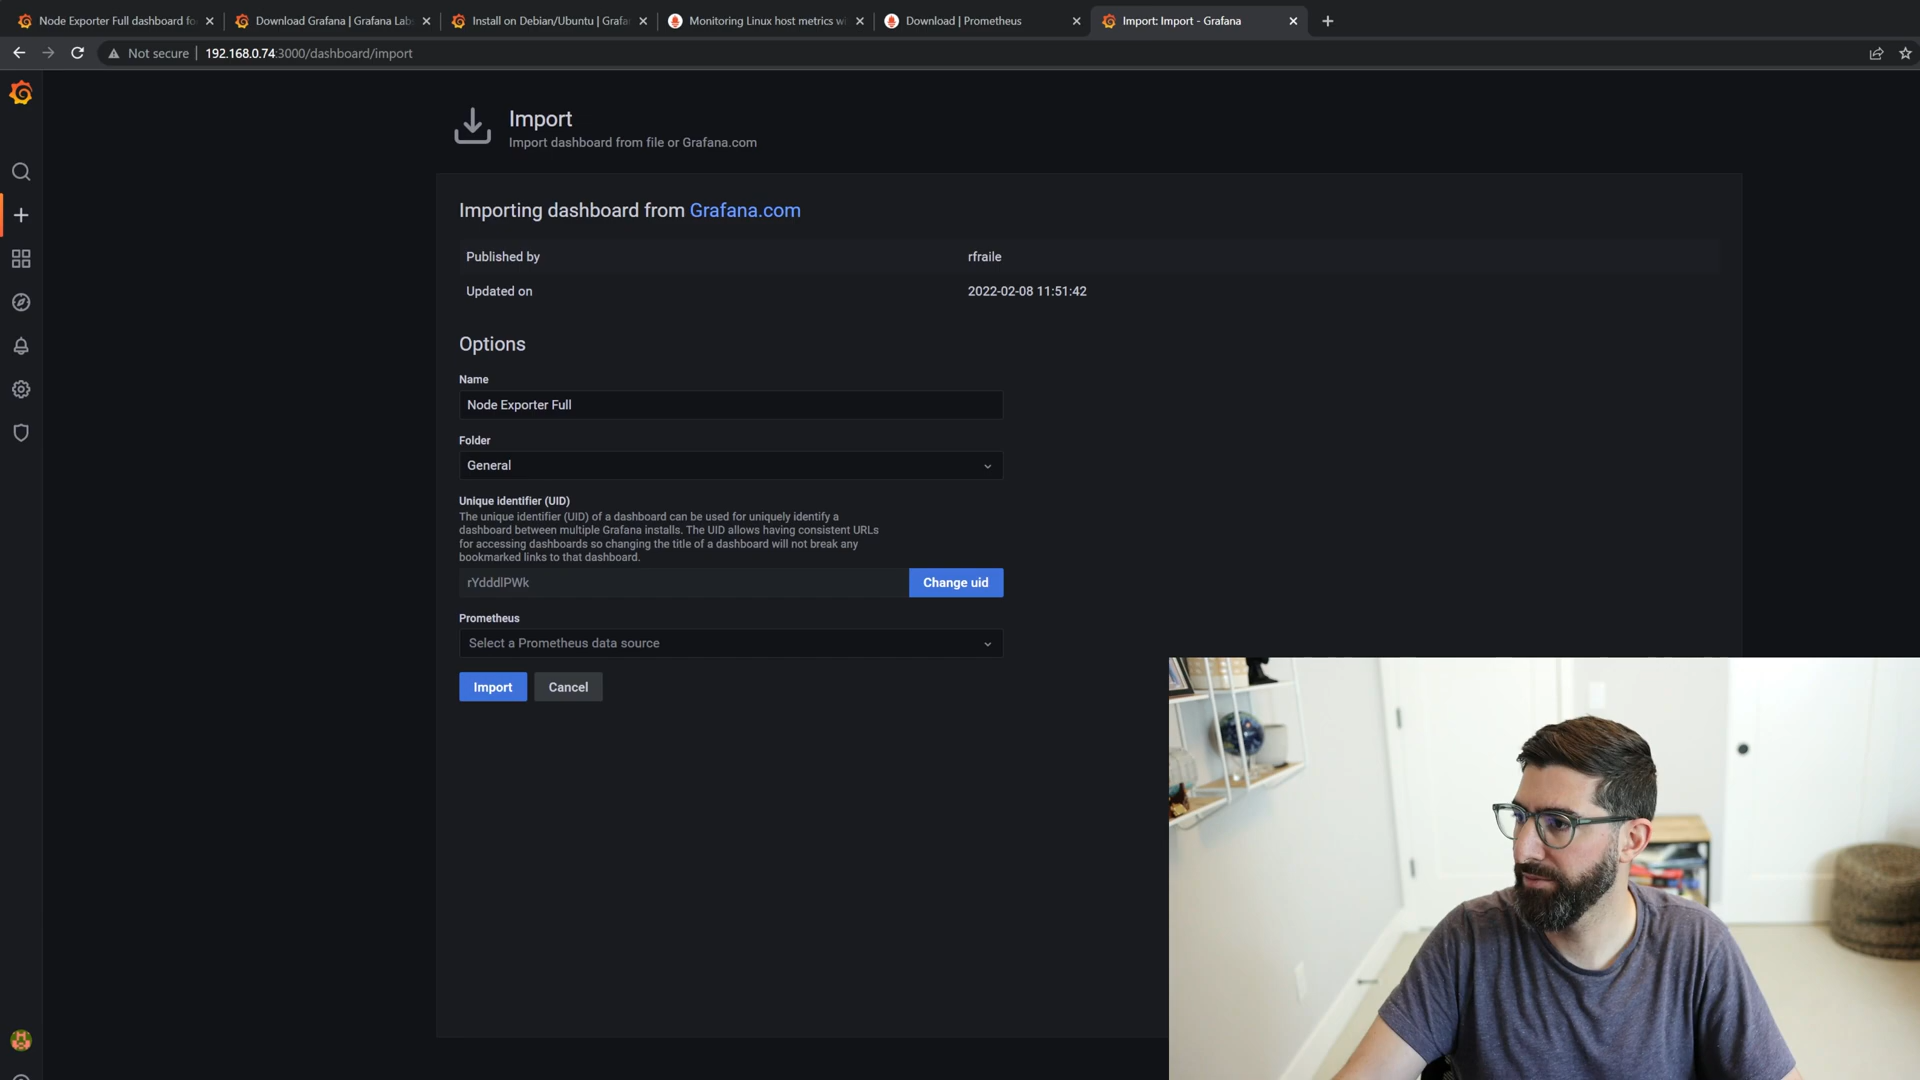 Node Exporter Full dashboard fo
Download Grafana | Grafana Lab
Install on Debian/Ubuntu | Grafa
Monitoring Linux host metrics wi
Download | Prometheus
Import: Import - Grafana
Not secure
192.168.0.74:3000/dashboard/import
Import
Import dashboard from file or Grafana.com
Importing dashboard from Grafana.com
Published by
rfraile
Updated on
2022-02-08 11:51:42
Options
Name
Node Exporter Full
Folder
General
Unique identifier (UID)
The unique identifier (UID) of a dashboard can be used for uniquely identify a
dashboard between multiple Grafana installs. The UID allows having consistent URLs
for accessing dashboards so changing the title of a dashboard will not break any
bookmarked links to that dashboard.
rYdddlPWk
Change uid
Prometheus
Select a Prometheus data source
Import
Cancel